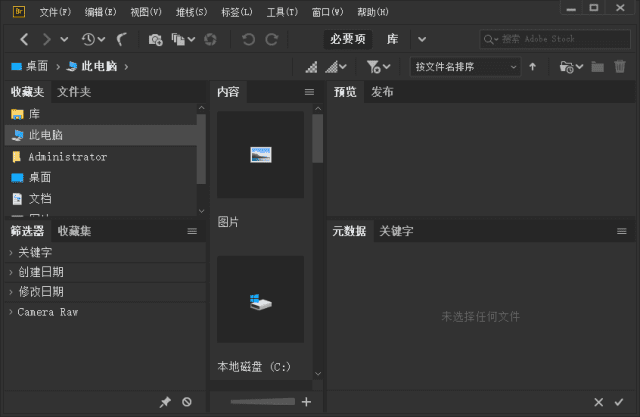 Br 文件(F) 编辑(E) 视图(V) 堆栈(S) 标签(L) 工具(T) 窗口(W) 帮助(H)
必要项 库 搜索 Adobe Stock
桌面 此电脑 按文件名排序
收藏夹 文件夹 内容 预览 发布
库
此电脑
Administrator
桌面
文档
图片
筛选器 收藏集 元数据 关键字
关键字
创建日期
修改日期
Camera Raw
未选择任何文件
本地磁盘 (C:)